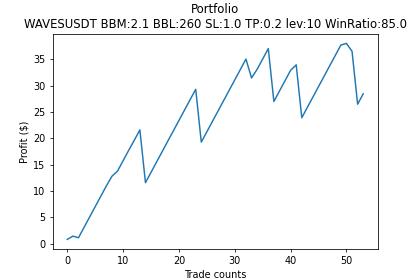 Portfolio
WAVESUSDT BBM:2.1 BBL:260 SL:1.0 TP:0.2 lev:10 WinRatio:85.0
Profit ($)
35
30
25
20
15
10
5
0
0 10 20 30 40 50
Trade counts